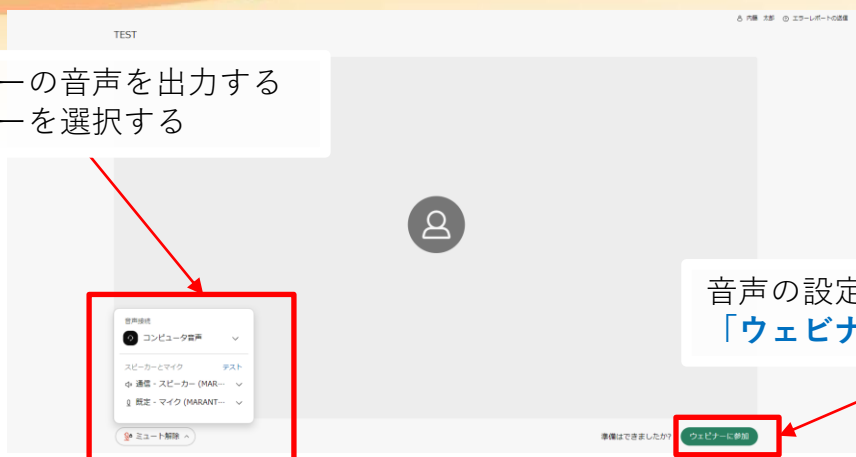 内藤 太郎 エラーレポートの送信
TEST
ーの音声を出力する
ーを選択する
音声の設定
「ウェビナ
音声接続
コンピュータ音声
スピーカーとマイク テスト
通信 - スピーカー (MAR…
既定 - マイク (MARANT…
ミュート解除
準備はできましたか? ウェビナーに参加